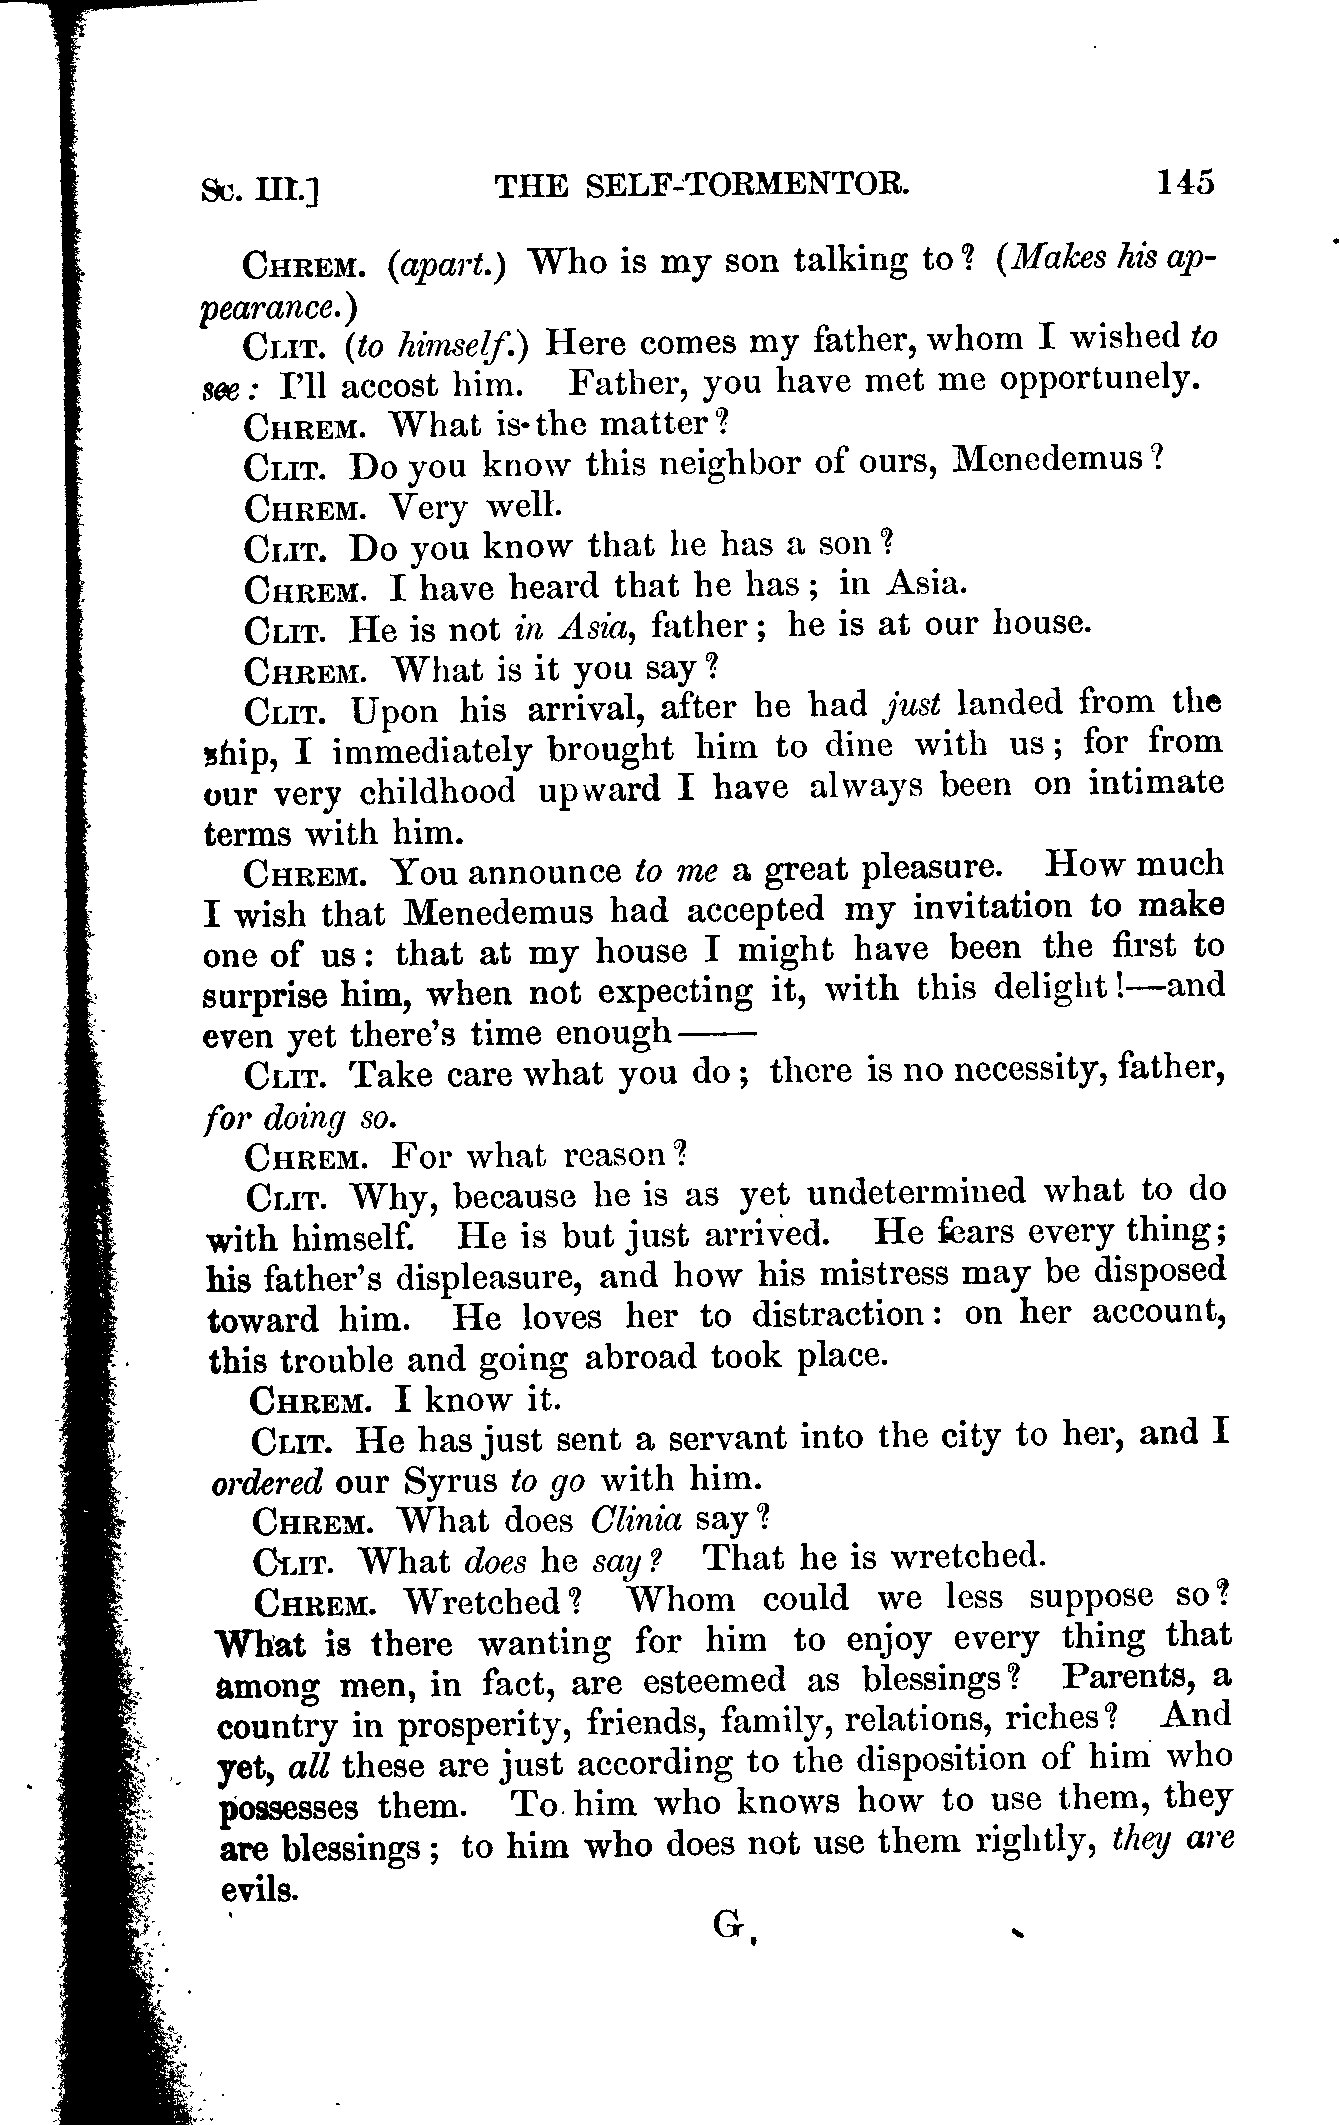 Sc. III.] THE SELF-TORMENTOR. 145
CHREM. (apart.) Who is my son talking to? (Makes his ap-
pearance.)
CLIT. (to himself.) Here comes my father, whom I wished to
see: I'll accost him. Father, you have met me opportunely.
CHREM. What is the matter?
CLIT. Do you know this neighbor of ours, Menedemus?
CHREM. Very well.
CLIT. Do you know that he has a son?
CHREM. I have heard that he has; in Asia.
CLIT. He is not in Asia, father; he is at our house.
CHREM. What is it you say?
CLIT. Upon his arrival, after he had just landed from the
ship, I immediately brought him to dine with us; for from
our very childhood upward I have always been on intimate
terms with him.
CHREM. You announce to me a great pleasure. How much
I wish that Menedemus had accepted my invitation to make
one of us: that at my house I might have been the first to
surprise him, when not expecting it, with this delight!—and
even yet there's time enough——
CLIT. Take care what you do; there is no necessity, father,
for doing so.
CHREM. For what reason?
CLIT. Why, because he is as yet undetermined what to do
with himself. He is but just arrived. He fears every thing;
his father's displeasure, and how his mistress may be disposed
toward him. He loves her to distraction: on her account,
this trouble and going abroad took place.
CHREM. I know it.
CLIT. He has just sent a servant into the city to her, and I
ordered our Syrus to go with him.
CHREM. What does Clinia say?
CLIT. What does he say? That he is wretched.
CHREM. Wretched? Whom could we less suppose so?
What is there wanting for him to enjoy every thing that
among men, in fact, are esteemed as blessings? Parents, a
country in prosperity, friends, family, relations, riches? And
yet, all these are just according to the disposition of him who
possesses them. To him who knows how to use them, they
are blessings; to him who does not use them rightly, they are
evils.
G